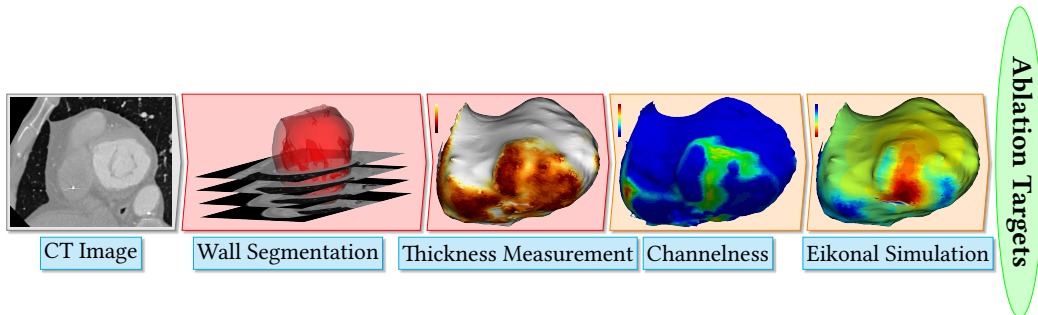 CT Image
Wall Segmentation
Thickness Measurement
Channelness
Eikonal Simulation
Ablation Targets